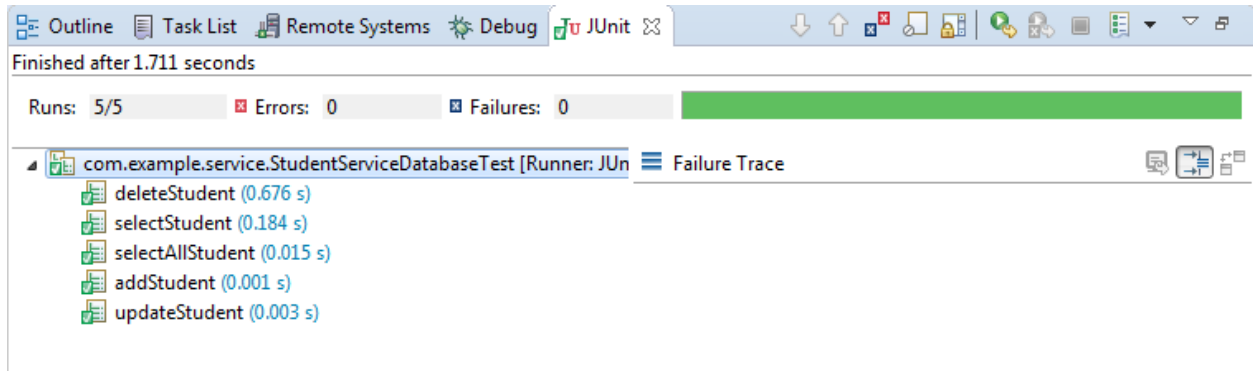 Outline Task List Remote Systems Debug JUnit
Finished after 1.711 seconds
Runs: 5/5 Errors: 0 Failures: 0
com.example.service.StudentServiceDatabaseTest [Runner: JUn Failure Trace
deleteStudent (0.676 s)
selectStudent (0.184 s)
selectAllStudent (0.015 s)
addStudent (0.001 s)
updateStudent (0.003 s)